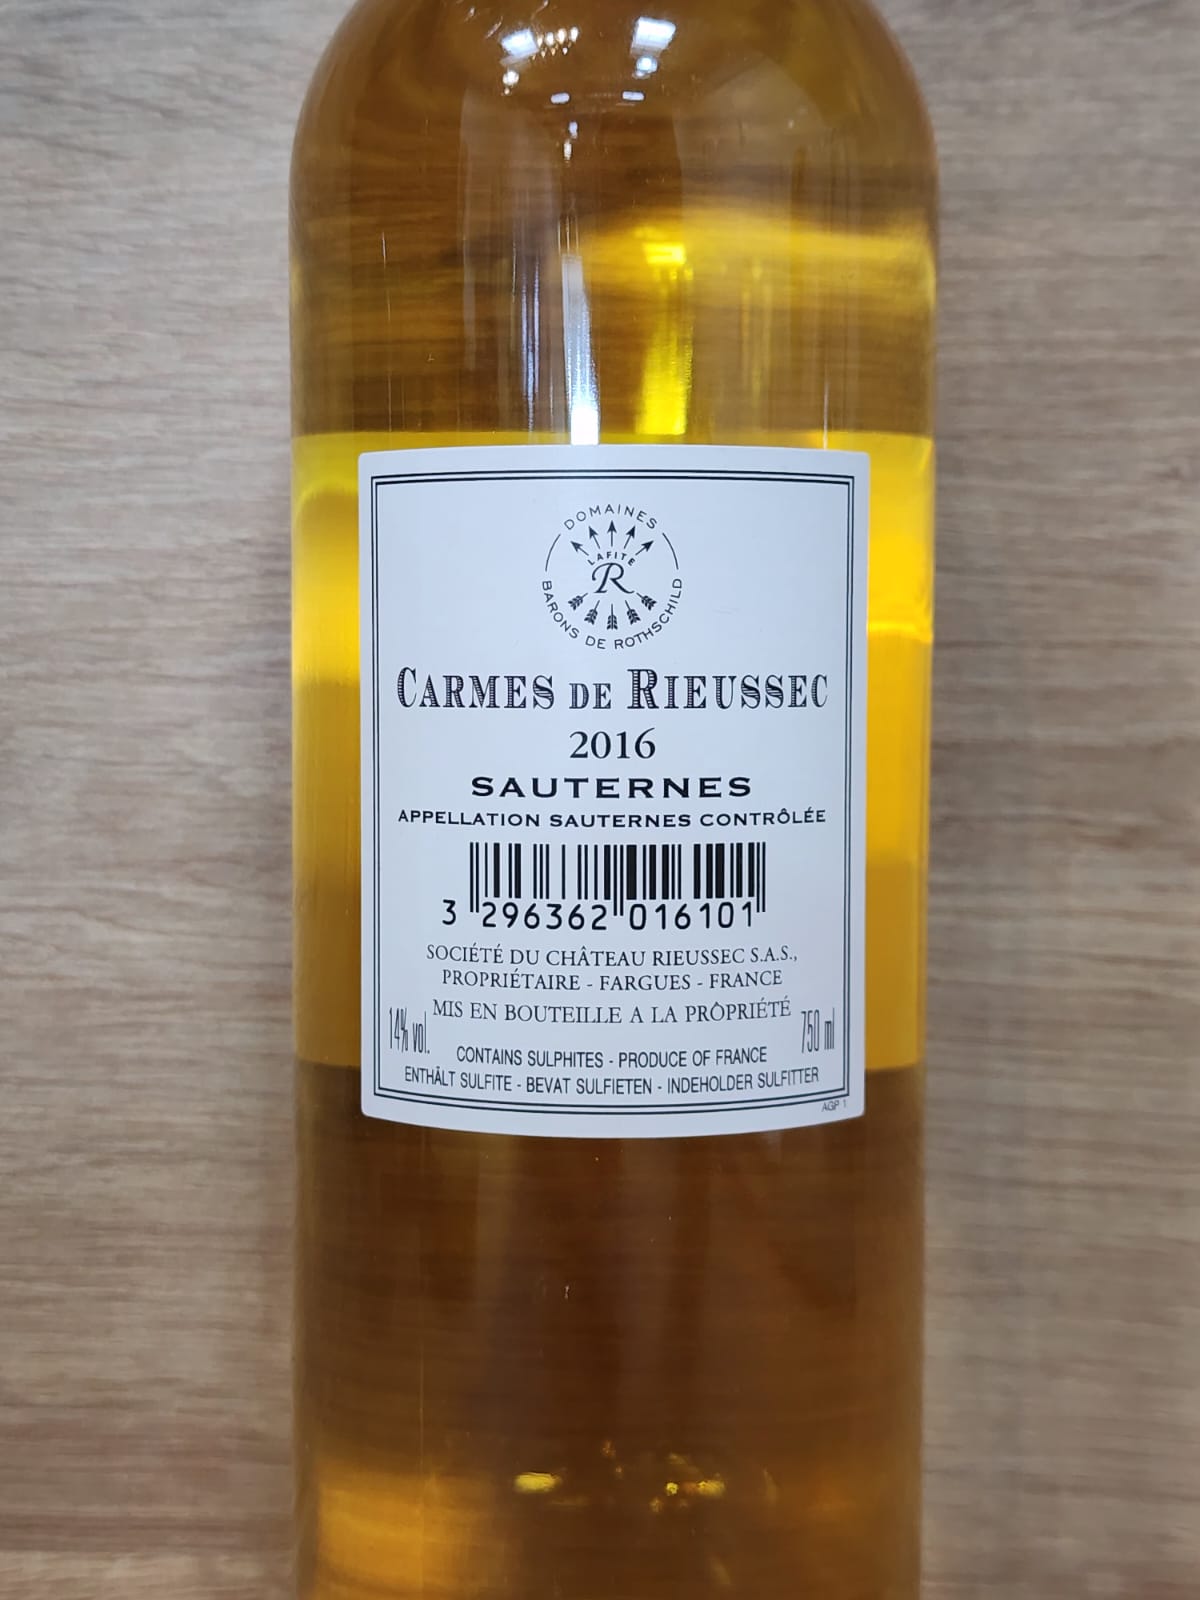 DOMAINES
LAFITE
R
BARONS DE ROTHSCHILD
CARMES DE RIEUSSEC
2016
SAUTERNES
APPELLATION SAUTERNES CONTRÔLÉE
3 296362 016101
SOCIÉTÉ DU CHÂTEAU RIEUSSEC S.A.S.,
PROPRIÉTAIRE - FARGUES - FRANCE
MIS EN BOUTEILLE A LA PRÔPRIÉTÉ
14% vol.
750 ml
CONTAINS SULPHITES - PRODUCE OF FRANCE
ENTHÄLT SULFITE - BEVAT SULFIETEN - INDEHOLDER SULFITTER
AGP 1